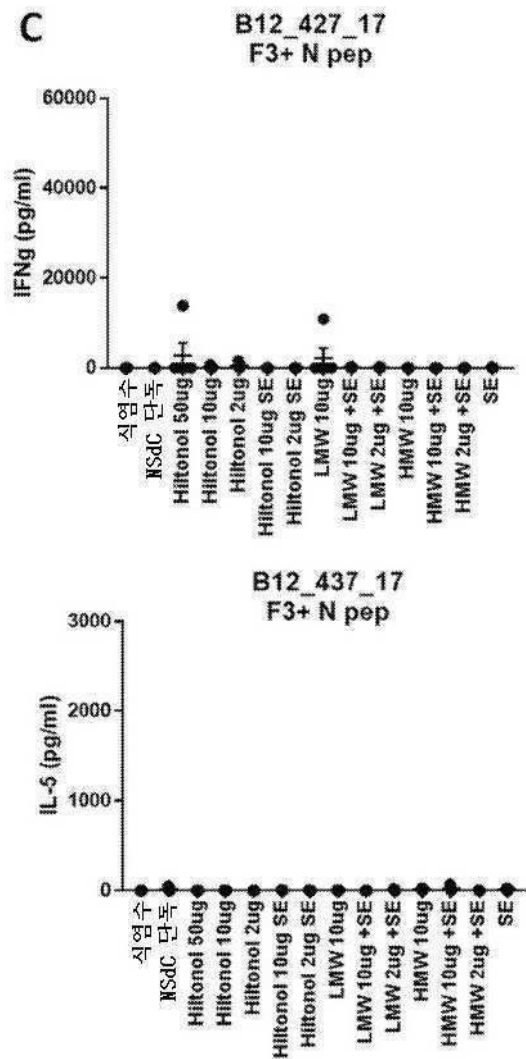 C
B12_427_17
F3+ N pep
60000
40000
20000
0
IFNg (pg/ml)
식염수
NSdC 단독
Hiltonol 50ug
Hiltonol 10ug
Hiltonol 2ug
Hiltonol 10ug SE
Hiltonol 2ug SE
LMW 10ug
LMW 10ug +SE
LMW 2ug +SE
HMW 10ug
HMW 10ug +SE
HMW 2ug +SE
SE
B12_437_17
F3+ N pep
3000
2000
1000
0
IL-5 (pg/ml)
식염수
NSdC 단독
Hiltonol 50ug
Hiltonol 10ug
Hiltonol 2ug
Hiltonol 10ug SE
Hiltonol 2ug SE
LMW 10ug
LMW 10ug +SE
LMW 2ug +SE
HMW 10ug
HMW 10ug +SE
HMW 2ug +SE
SE